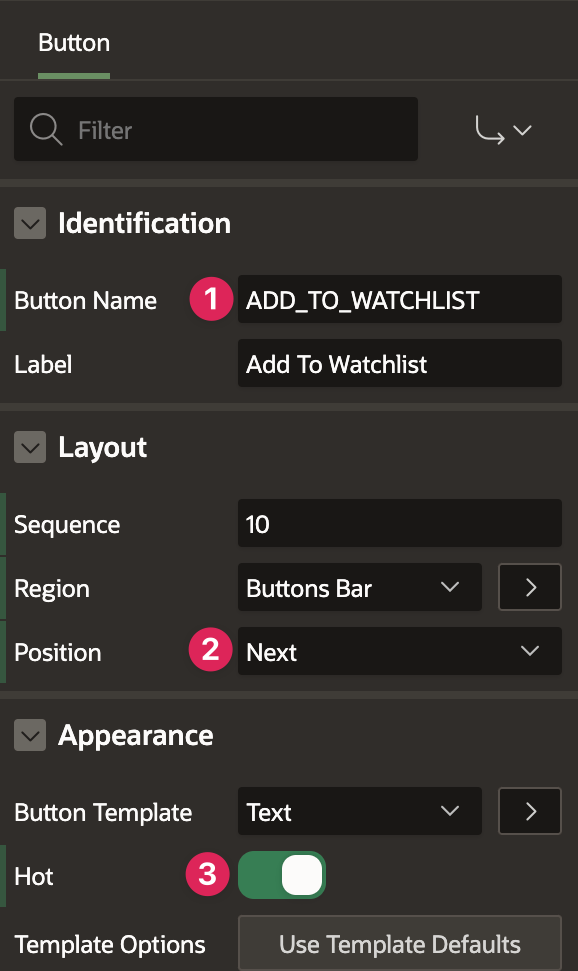 Button
Filter
Identification
Button Name 1 ADD_TO_WATCHLIST
Label Add To Watchlist
Layout
Sequence 10
Region Buttons Bar
Position 2 Next
Appearance
Button Template Text
Hot 3
Template Options Use Template Defaults